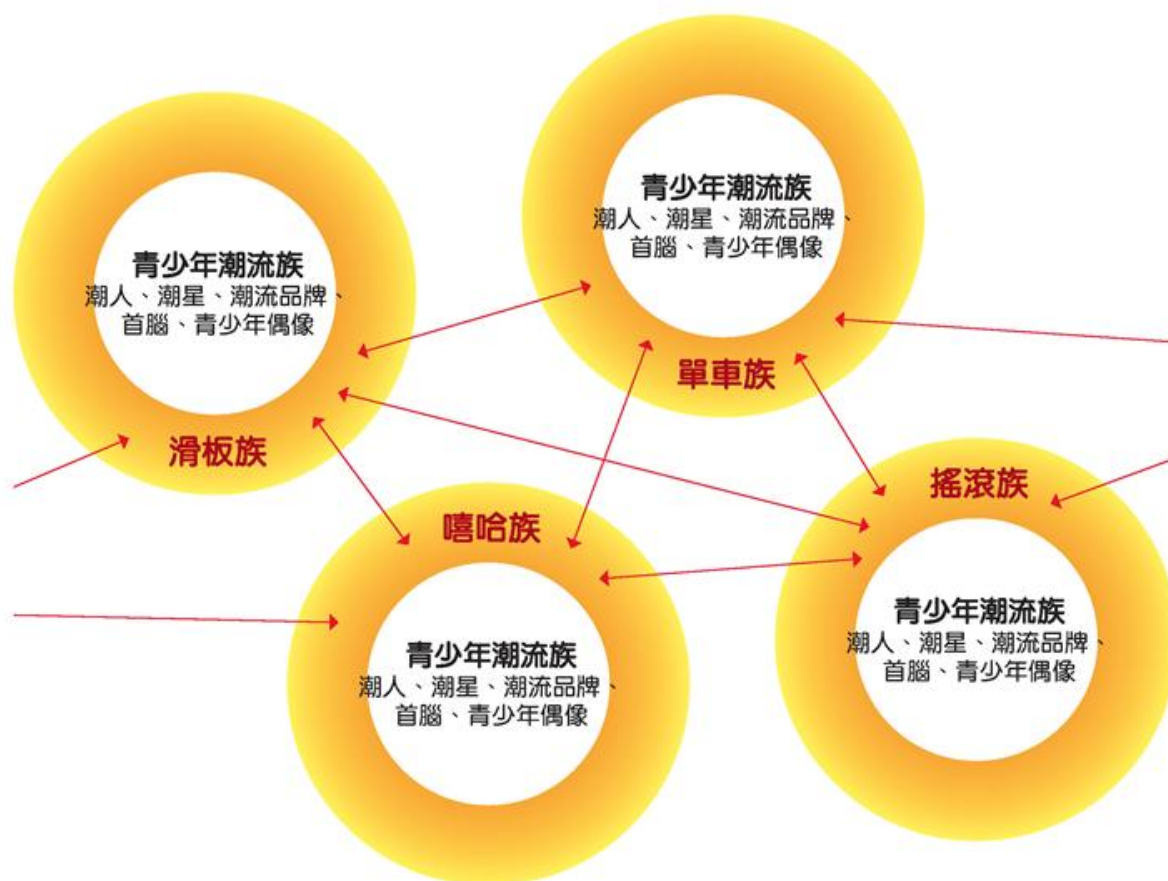 青少年潮流族
潮人、潮星、潮流品牌、
首腦、青少年偶像
滑板族
青少年潮流族
潮人、潮星、潮流品牌、
首腦、青少年偶像
單車族
嘻哈族
青少年潮流族
潮人、潮星、潮流品牌、
首腦、青少年偶像
搖滾族
青少年潮流族
潮人、潮星、潮流品牌、
首腦、青少年偶像